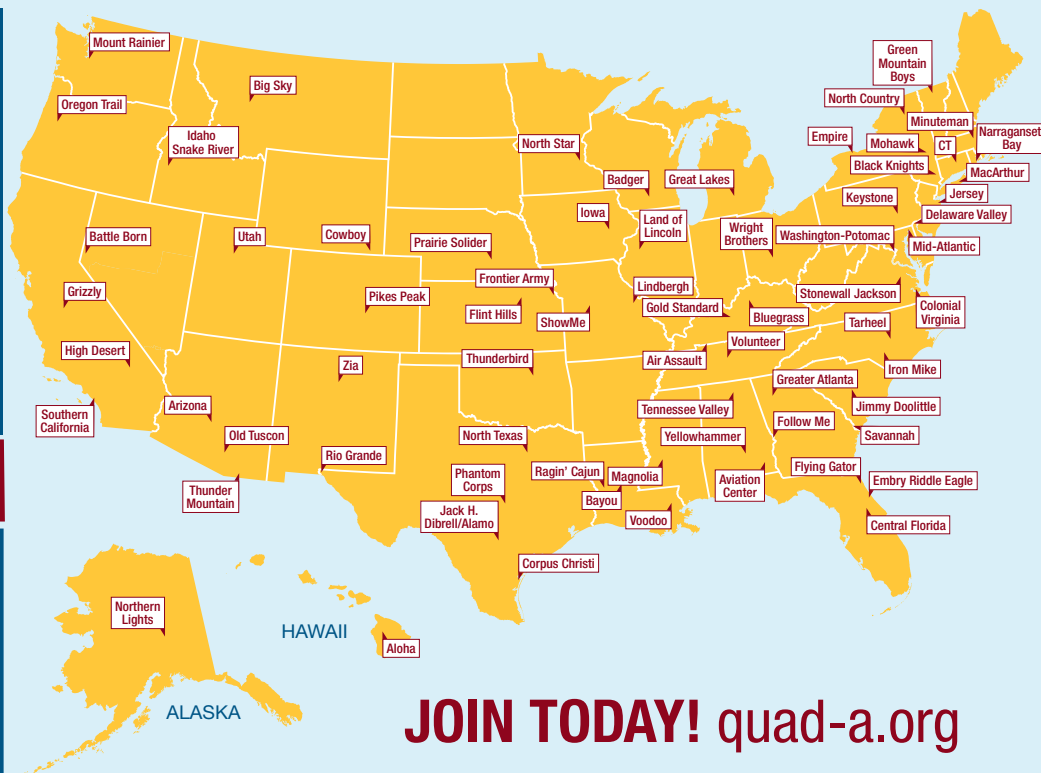 Mount Rainier
Green
Mountain
Boys
Big Sky
North Country
Oregon Trail
Minuteman
Idaho
Snake River
Narraganset
Bay
Empire
North Star
Mohawk
CT
Black Knights
MacArthur
Badger
Great Lakes
Jersey
Keystone
Iowa
Land of
Lincoln
Delaware Valley
Battle Born
Utah
Cowboy
Prairie Solider
Wright
Brothers
Washington-Potomac
Mid-Atlantic
Frontier Army
Grizzly
Pikes Peak
Lindbergh
Stonewall Jackson
Gold Standard
Flint Hills
ShowMe
Bluegrass
Colonial
Virginia
Tarheel
High Desert
Volunteer
Zia
Thunderbird
Air Assault
Iron Mike
Greater Atlanta
Southern
California
Arizona
Tennessee Valley
Jimmy Doolittle
Follow Me
Old Tuscon
North Texas
Yellowhammer
Savannah
Rio Grande
Flying Gator
Phantom
Corps
Ragin' Cajun
Magnolia
Aviation
Center
Embry Riddle Eagle
Thunder
Mountain
Bayou
Jack H.
Dibrell/Alamo
Voodoo
Central Florida
Corpus Christi
Northern
Lights
HAWAII
Aloha
ALASKA
JOIN TODAY! quad-a.org